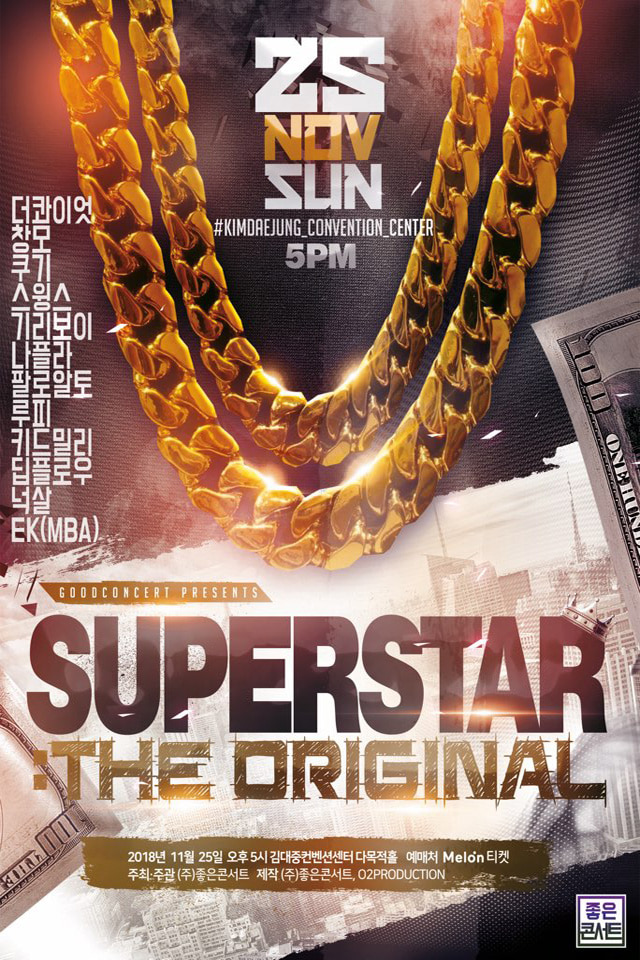 25
NOV
SUN
#KIMDAEJUNG_CONVENTION_CENTER
5PM
더콰이엇
창모
쿠기
스윙스
기리보이
나플라
팔로알토
루피
키드밀리
딥플로우
넉살
EK(MBA)
100
ONE HUND
GOODCONCERT PRESENTS
SUPERSTAR
:THE ORIGINAL
100
2018년 11월 25일 오후 5시 김대중컨벤션센터 다목적홀 예매처 Melon 티켓
주최·주관 (주)좋은콘서트 제작 (주)좋은콘서트, O2PRODUCTION
좋은
콘서트